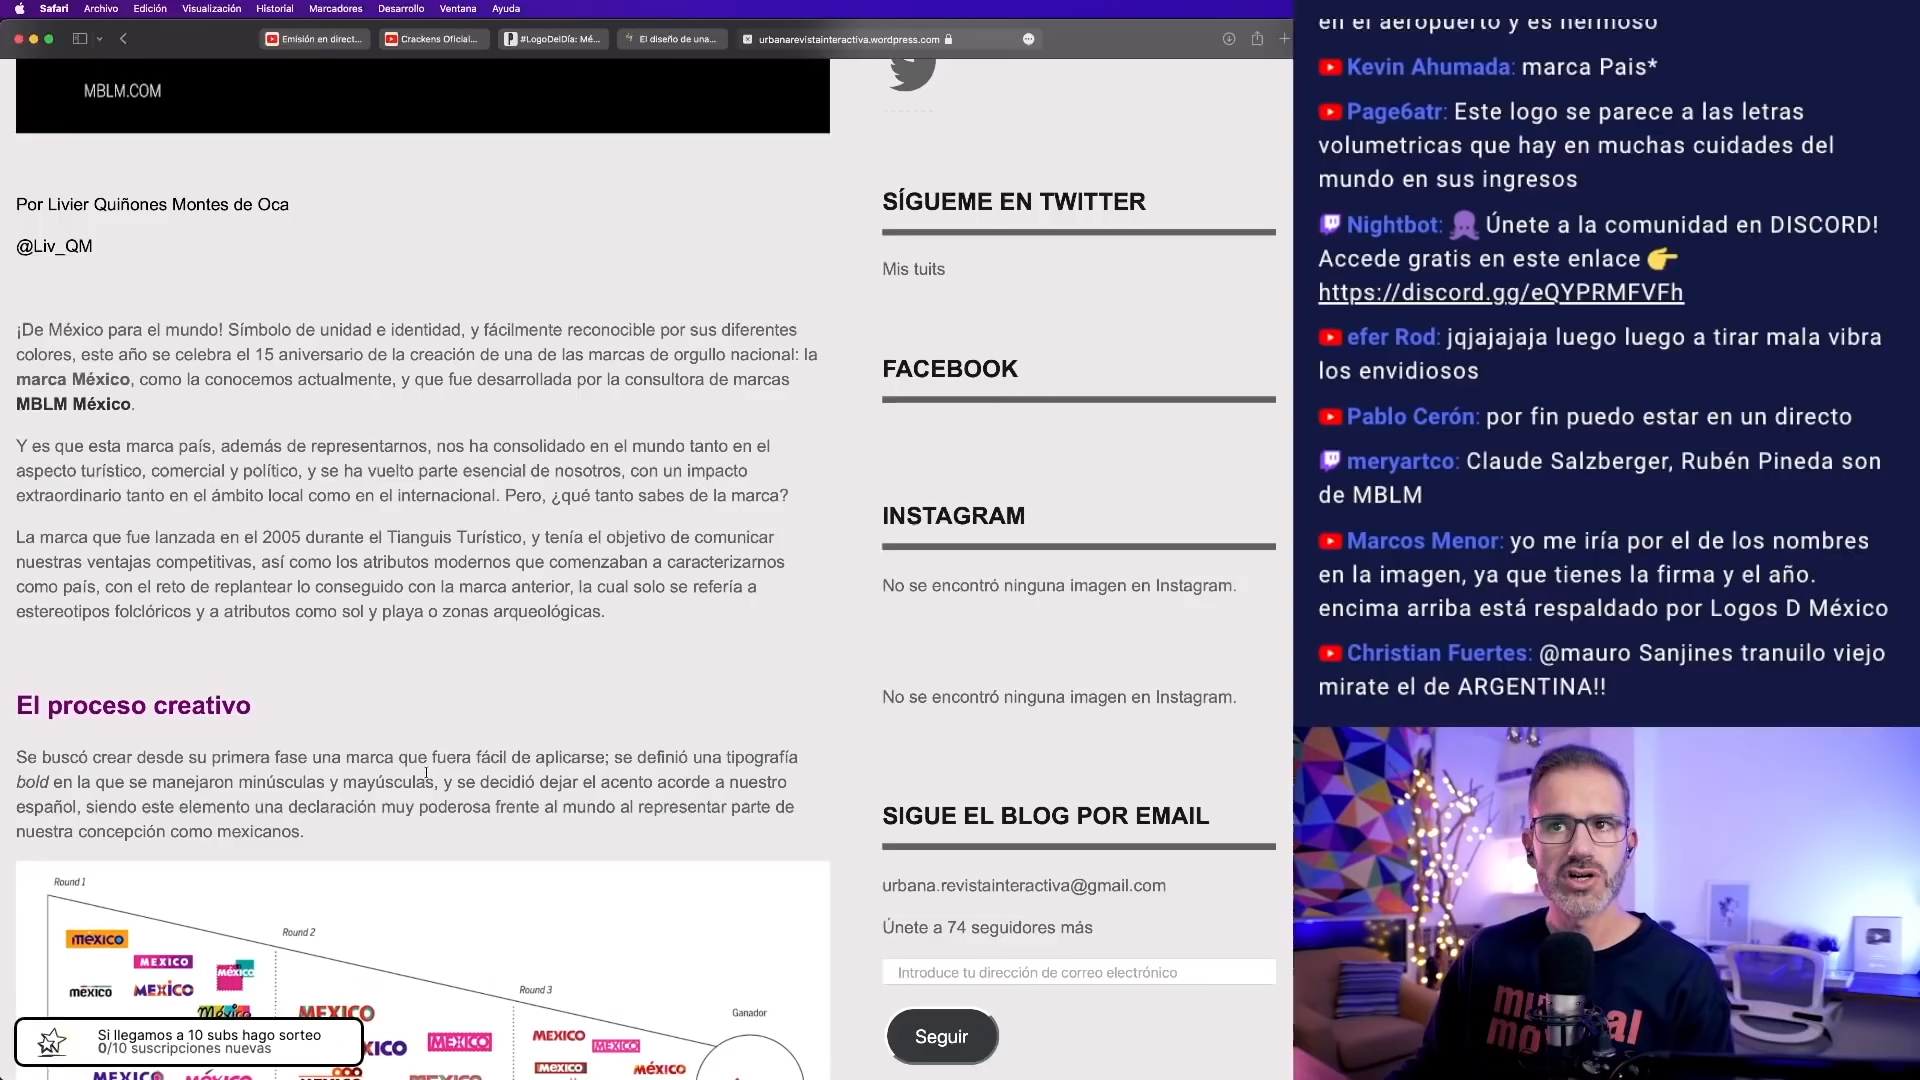 Safari Archivo Edición Visualización Historial Marcadores Desarrollo Ventana Ayuda
Emisión en direct... Crackens Oficial... #LogoDelDía: Mé... El diseño de una... urbanarevistainteractiva.wordpress.com
MBLM.COM
Por Livier Quiñones Montes de Oca
@Liv_QM
¡De México para el mundo! Símbolo de unidad e identidad, y fácilmente reconocible por sus diferentes
colores, este año se celebra el 15 aniversario de la creación de una de las marcas de orgullo nacional: la
marca México, como la conocemos actualmente, y que fue desarrollada por la consultora de marcas
MBLM México.
Y es que esta marca país, además de representarnos, nos ha consolidado en el mundo tanto en el
aspecto turístico, comercial y político, y se ha vuelto parte esencial de nosotros, con un impacto
extraordinario tanto en el ámbito local como en el internacional. Pero, ¿qué tanto sabes de la marca?
La marca que fue lanzada en el 2005 durante el Tianguis Turístico, y tenía el objetivo de comunicar
nuestras ventajas competitivas, así como los atributos modernos que comenzaban a caracterizarnos
como país, con el reto de replantear lo conseguido con la marca anterior, la cual solo se refería a
estereotipos folclóricos y a atributos como sol y playa o zonas arqueológicas.
El proceso creativo
Se buscó crear desde su primera fase una marca que fuera fácil de aplicarse; se definió una tipografía
bold en la que se manejaron minúsculas y mayúsculas, y se decidió dejar el acento acorde a nuestro
español, siendo este elemento una declaración muy poderosa frente al mundo al representar parte de
nuestra concepción como mexicanos.
Round 1
Round 2
Round 3
Ganador
méxico
MEXICO
méxico
méxico
MEXICO
México
MEXICO
MEXICO
MEXICO
MEXICO
MEXICO
méxico
MEXICO
méxico
MEXICO
Si llegamos a 10 subs hago sorteo
0/10 suscripciones nuevas
SÍGUEME EN TWITTER
Mis tuits
FACEBOOK
INSTAGRAM
No se encontró ninguna imagen en Instagram.
No se encontró ninguna imagen en Instagram.
SIGUE EL BLOG POR EMAIL
urbana.revistainteractiva@gmail.com
Únete a 74 seguidores más
Introduce tu dirección de correo electrónico
Seguir
en el aeropuerto y es hermoso
Kevin Ahumada: marca Pais*
Page6atr: Este logo se parece a las letras
volumetricas que hay en muchas cuidades del
mundo en sus ingresos
Nightbot: 🐙 Únete a la comunidad en DISCORD!
Accede gratis en este enlace 👉
https://discord.gg/eQYPRMFVFh
efer Rod: jqjajajaja luego luego a tirar mala vibra
los envidiosos
Pablo Cerón: por fin puedo estar en un directo
meryartco: Claude Salzberger, Rubén Pineda son
de MBLM
Marcos Menor: yo me iría por el de los nombres
en la imagen, ya que tienes la firma y el año.
encima arriba está respaldado por Logos D México
Christian Fuertes: @mauro Sanjines tranuilo viejo
mirate el de ARGENTINA!!